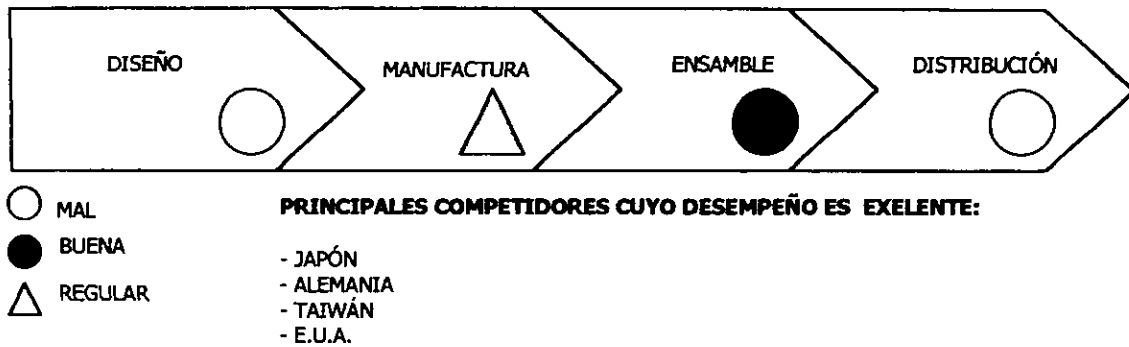 DISEÑO
MANUFACTURA
ENSAMBLE
DISTRIBUCIÓN
MAL
BUENA
REGULAR
PRINCIPALES COMPETIDORES CUYO DESEMPEÑO ES EXELENTE:
- JAPÓN
- ALEMANIA
- TAIWÁN
- E.U.A.